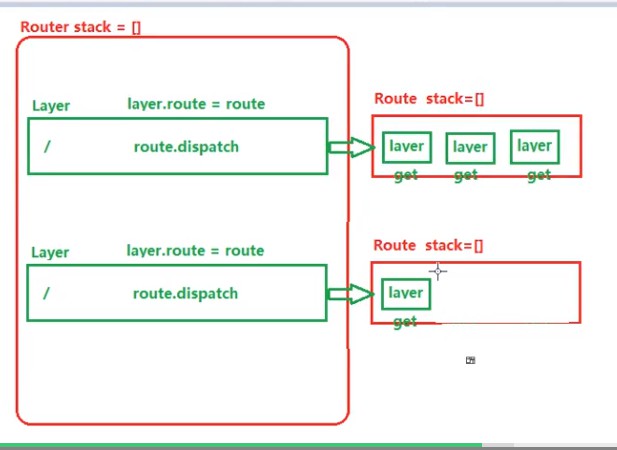 Router stack = []
Layer layer.route = route
/ route.dispatch
Route stack=[]
layer layer layer
get get get
Layer layer.route = route
/ route.dispatch
Route stack=[]
layer
get